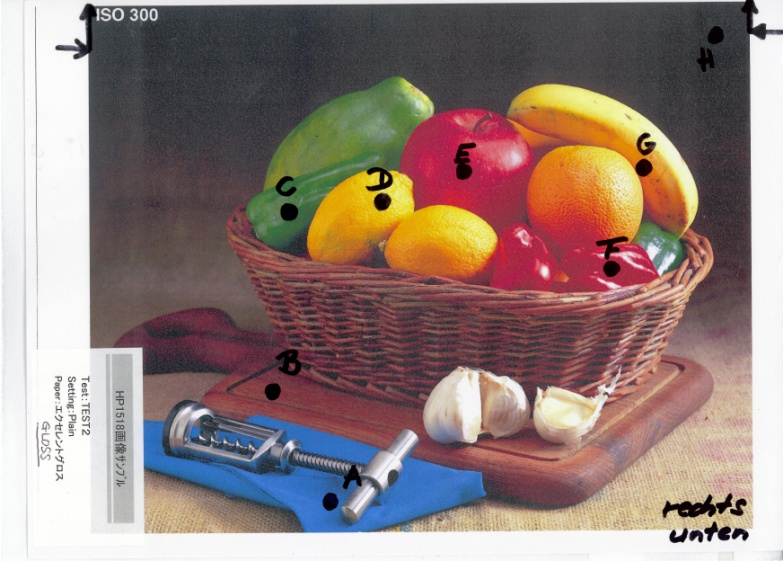 ISO 300
H
G
E
D
C
F
B
A
HP1518画像サンプル
Test: TEST2
Setting:Plain
Paper:エクセレントグロス
GLOSS
rechts
unten